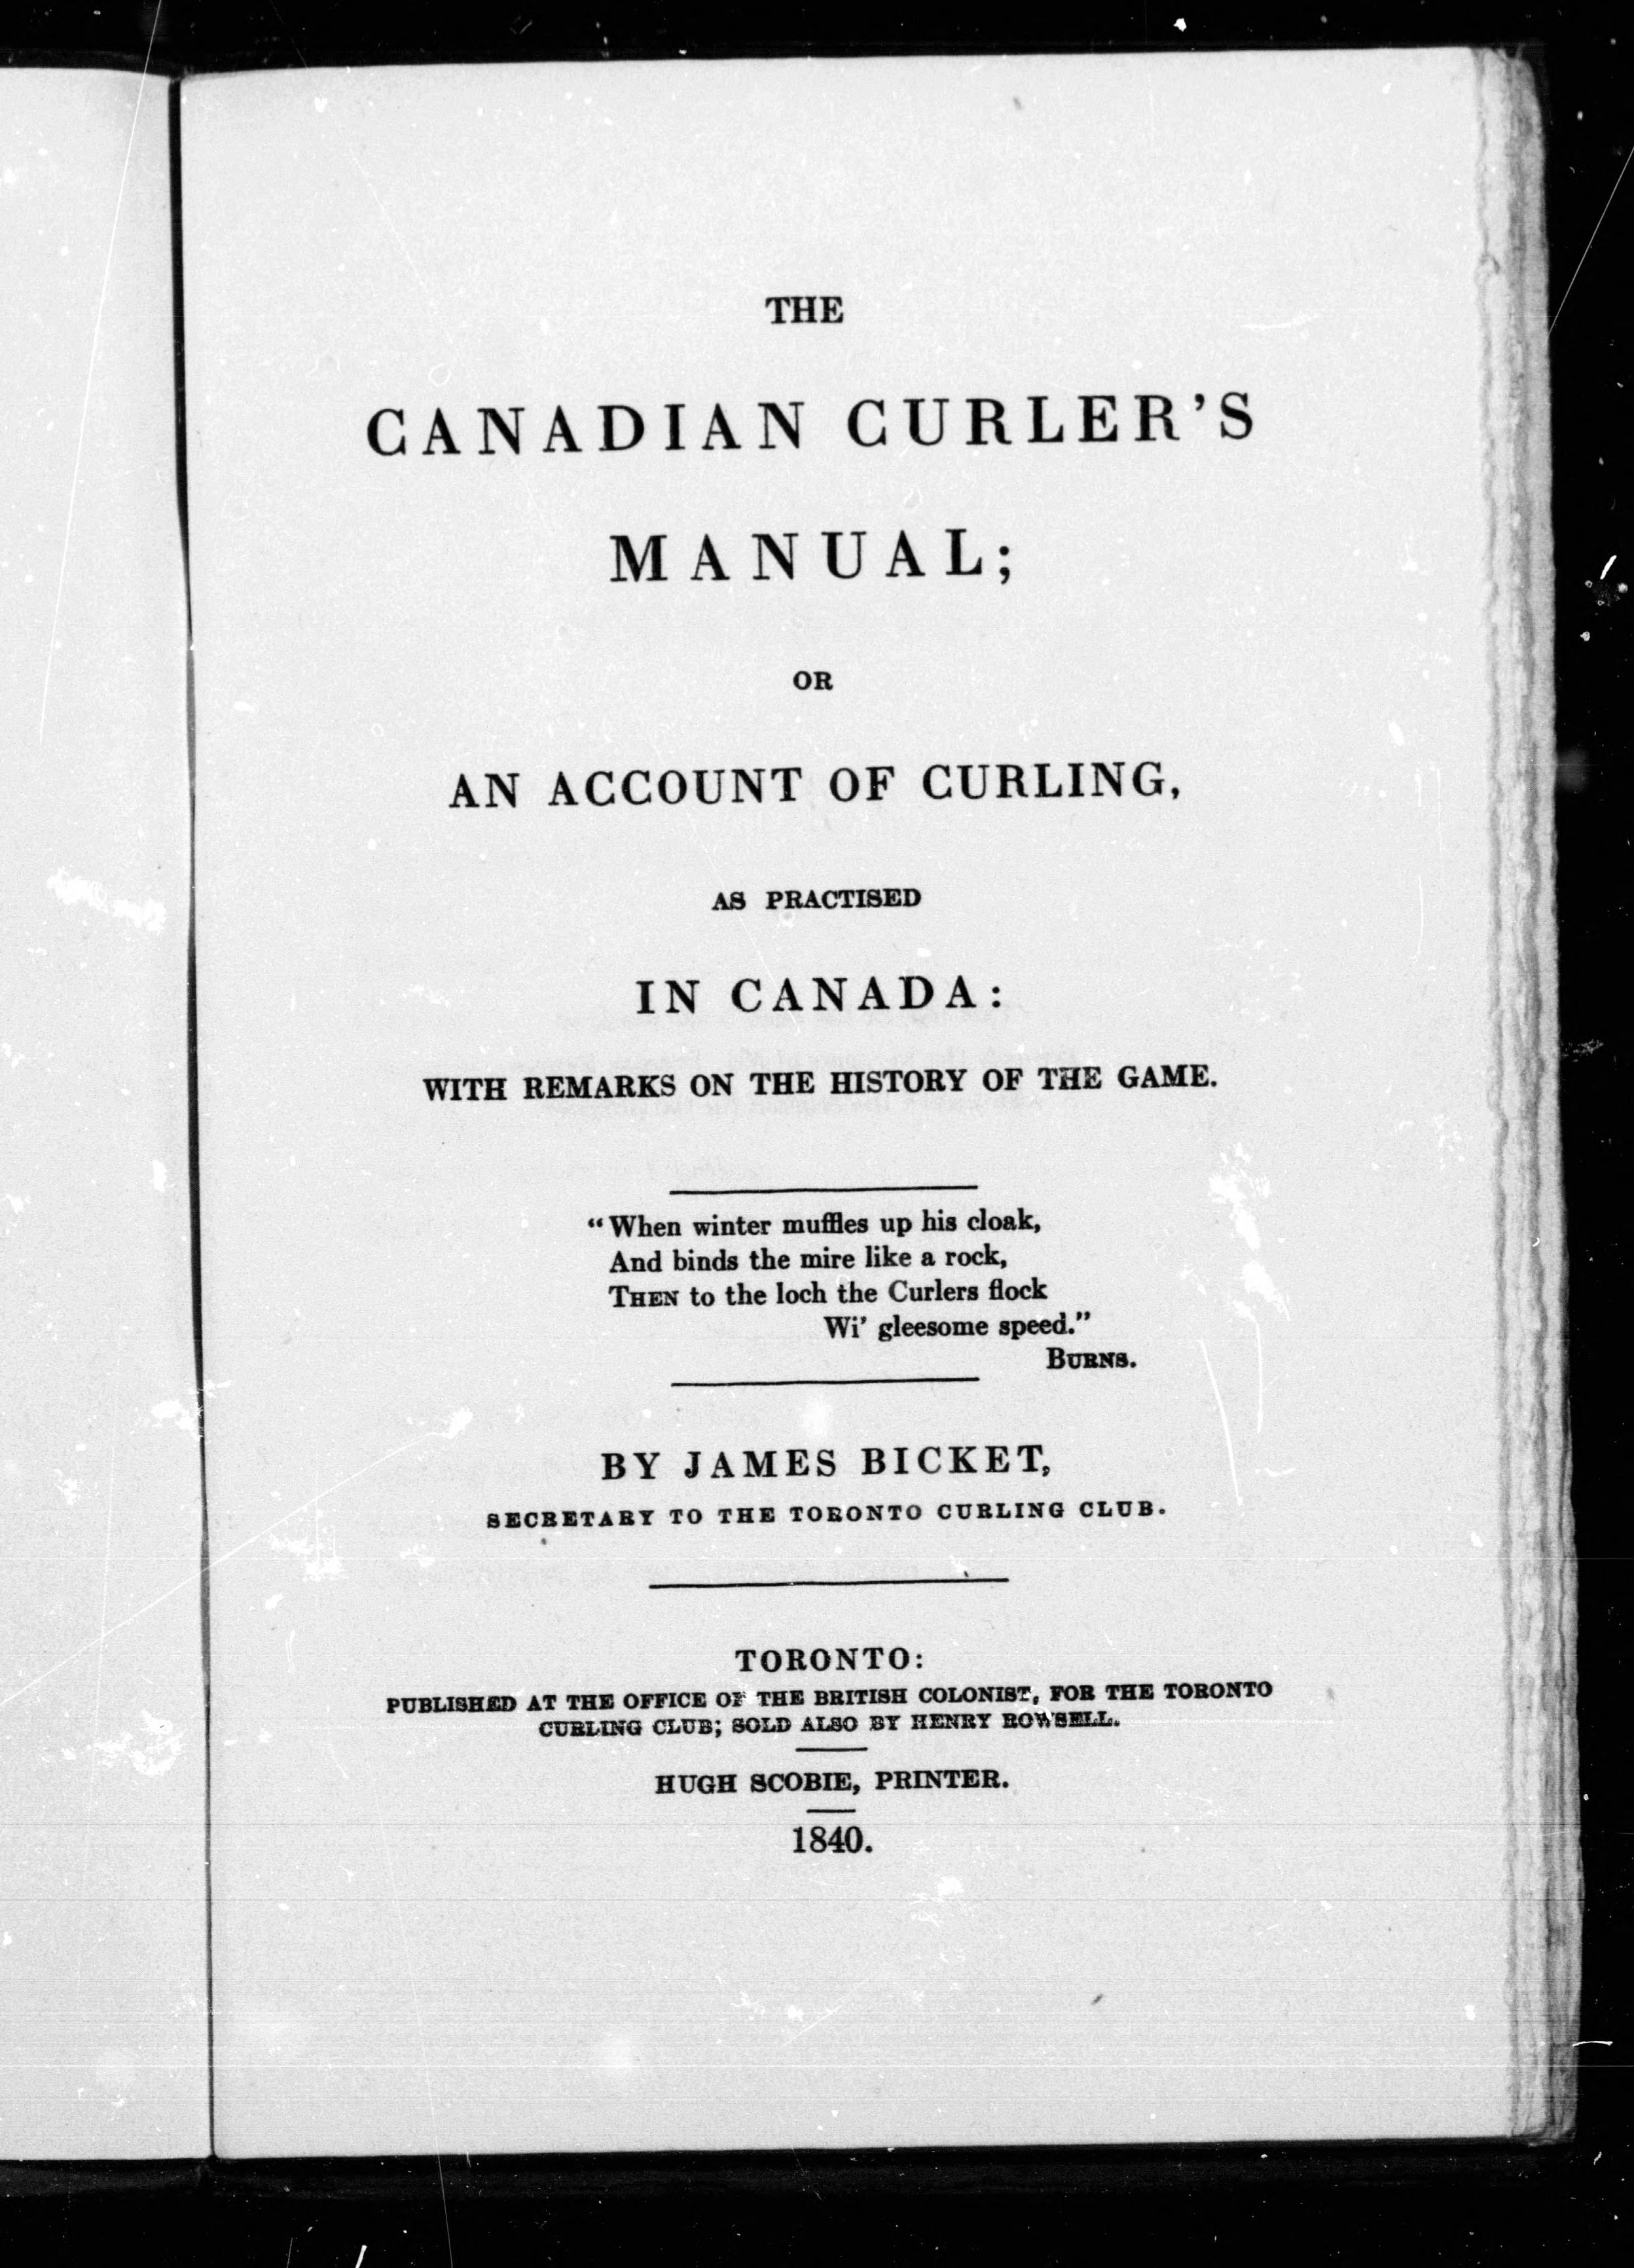 THE
CANADIAN CURLER'S
MANUAL;
OR
AN ACCOUNT OF CURLING,
AS PRACTISED
IN CANADA:
WITH REMARKS ON THE HISTORY OF THE GAME.
"When winter muffles up his cloak,
And binds the mire like a rock,
THEN to the loch the Curlers flock
Wi' gleesome speed."
BURNS.
BY JAMES BICKET,
SECRETARY TO THE TORONTO CURLING CLUB.
TORONTO:
PUBLISHED AT THE OFFICE OF THE BRITISH COLONIST, FOR THE TORONTO
CURLING CLUB; SOLD ALSO BY HENRY ROWSELL.
HUGH SCOBIE, PRINTER.
1840.